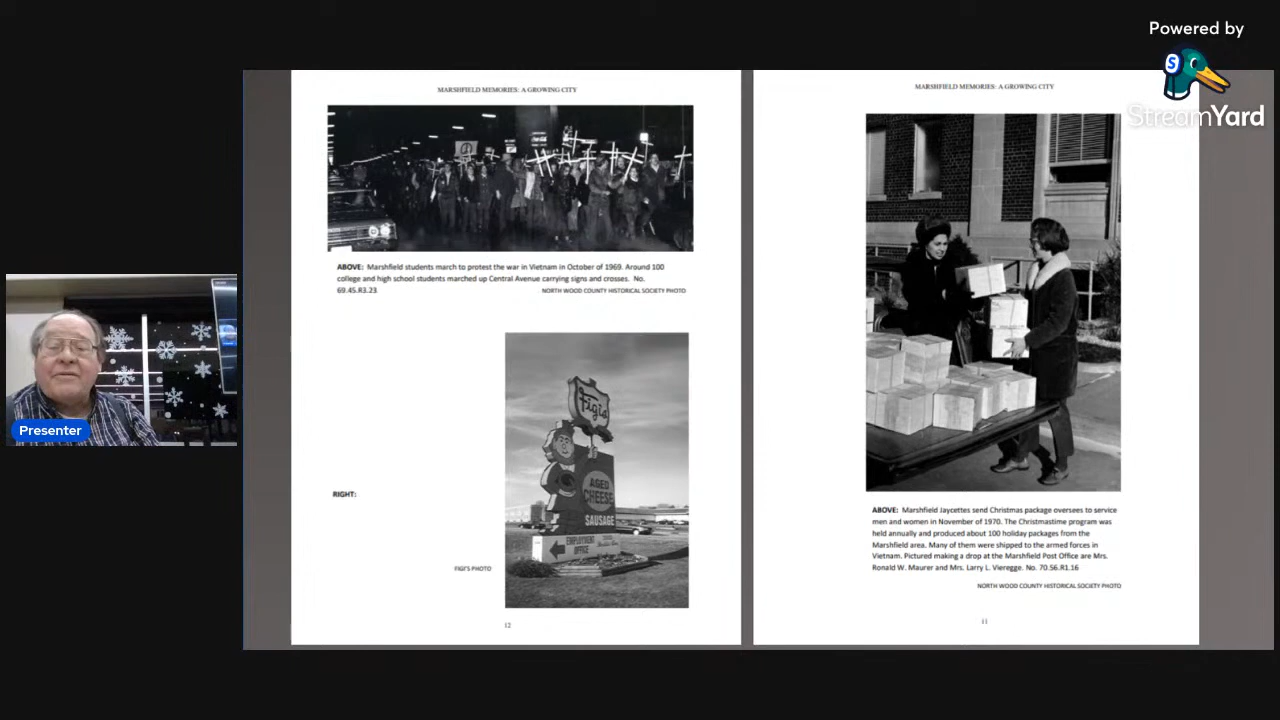 Powered by
StreamYard
Presenter
MARSHFIELD MEMORIES: A GROWING CITY
ABOVE: Marshfield students march to protest the war in Vietnam in October of 1969. Around 100
college and high school students marched up Central Avenue carrying signs and crosses. No.
69.45.R3.23
NORTH WOOD COUNTY HISTORICAL SOCIETY PHOTO
Figi's
AGED
CHEESE
SAUSAGE
EMPLOYMENT
OFFICE
RIGHT:
FIGI'S PHOTO
12
MARSHFIELD MEMORIES: A GROWING CITY
ABOVE: Marshfield Jaycettes send Christmas package oversees to service
men and women in November of 1970. The Christmastime program was
held annually and produced about 100 holiday packages from the
Marshfield area. Many of them were shipped to the armed forces in
Vietnam. Pictured making a drop at the Marshfield Post Office are Mrs.
Ronald W. Maurer and Mrs. Larry L. Vieregge. No. 70.56.R1.16
NORTH WOOD COUNTY HISTORICAL SOCIETY PHOTO
11